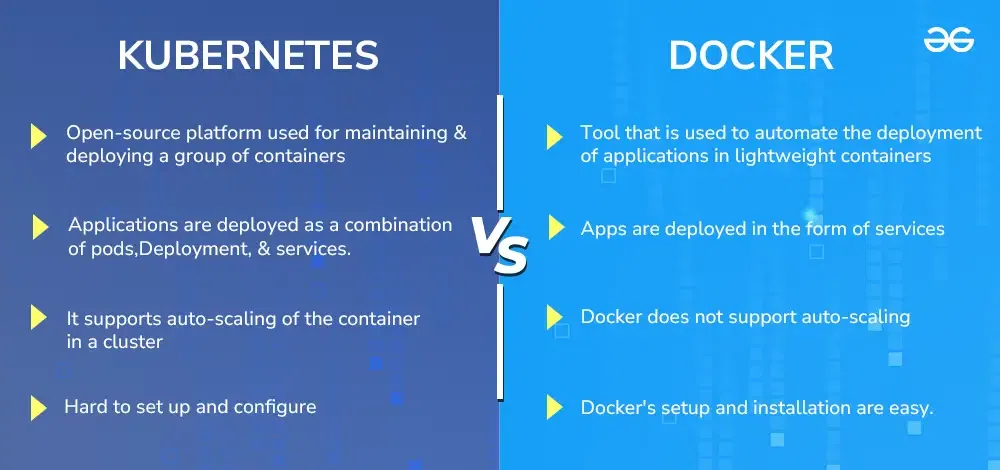 KUBERNETES
Open-source platform used for maintaining &
deploying a group of containers
Applications are deployed as a combination
of pods,Deployment, & services.
It supports auto-scaling of the container
in a cluster
Hard to set up and configure
VS
DOCKER
Tool that is used to automate the deployment
of applications in lightweight containers
Apps are deployed in the form of services
Docker does not support auto-scaling
Docker's setup and installation are easy.